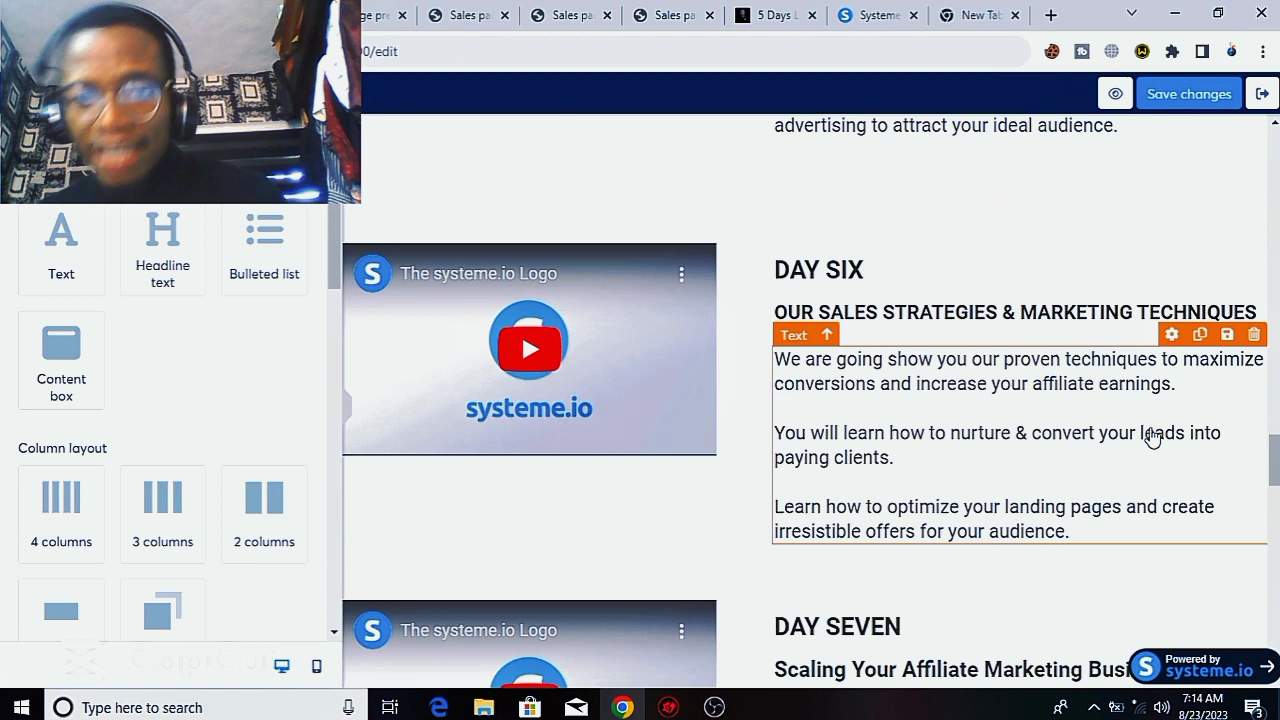 ge pre
Sales pa
Sales pa
Sales pa
5 Days L
Systeme
New Tab
0/edit
Save changes
advertising to attract your ideal audience.
Text
Headline
text
Bulleted list
Content
box
Column layout
4 columns
3 columns
2 columns
The systeme.io Logo
systeme.io
DAY SIX
OUR SALES STRATEGIES & MARKETING TECHNIQUES
Text
We are going show you our proven techniques to maximize
conversions and increase your affiliate earnings.
You will learn how to nurture & convert your leads into
paying clients.
Learn how to optimize your landing pages and create
irresistible offers for your audience.
The systeme.io Logo
DAY SEVEN
Scaling Your Affiliate Marketing Busi
Powered by
systeme.io
Type here to search
7:14 AM
8/23/2023
3